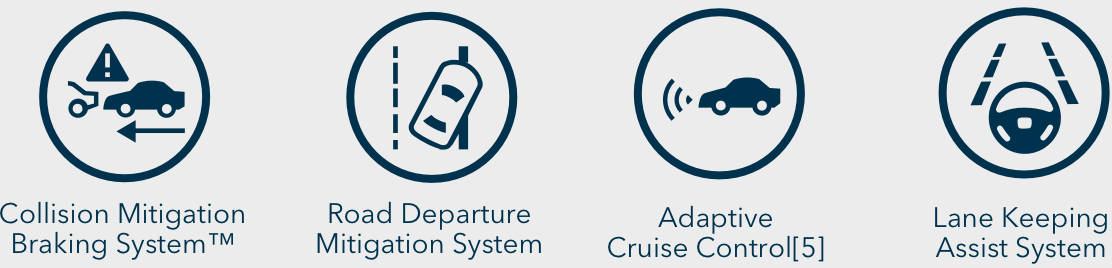 Collision Mitigation
Braking System™
Road Departure
Mitigation System
Adaptive
Cruise Control[5]
Lane Keeping
Assist System